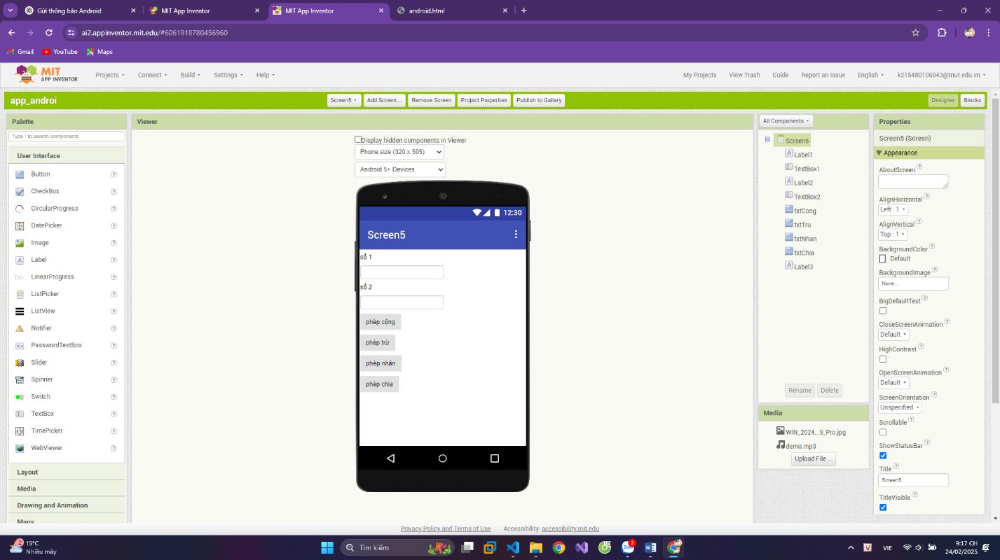 Gửi thông báo Android
MIT App Inventor
MIT App Inventor
android.html
ai2.appinventor.mit.edu/#6061918780456960
Gmail
YouTube
Maps
MIT
APP INVENTOR
Projects
Connect
Build
Settings
Help
My Projects
View Trash
Guide
Report an Issue
English
k215480106043@tnut.edu.vn
app_androi
Screen5
Add Screen ...
Remove Screen
Project Properties
Publish to Gallery
Designer
Blocks
Palette
Type / to search components
User Interface
Button
CheckBox
CircularProgress
DatePicker
Image
Label
LinearProgress
ListPicker
ListView
Notifier
PasswordTextBox
Slider
Spinner
Switch
TextBox
TimePicker
WebViewer
Layout
Media
Drawing and Animation
Maps
Viewer
Display hidden components in Viewer
Phone size (320 x 505)
Android 5+ Devices
12:30
Screen5
số 1
số 2
phép cộng
phép trừ
phép nhân
phép chia
All Components
Screen5
Label1
TextBox1
Label2
TextBox2
txtCong
txtTru
txtNhan
txtChia
Label3
Rename
Delete
Media
WIN_2024...9_Pro.jpg
demo.mp3
Upload File ...
Properties
Screen5 (Screen)
Appearance
AboutScreen
AlignHorizontal
Left : 1
AlignVertical
Top : 1
BackgroundColor
Default
BackgroundImage
None...
BigDefaultText
CloseScreenAnimation
Default
HighContrast
OpenScreenAnimation
Default
ScreenOrientation
Unspecified
Scrollable
ShowStatusBar
Title
Screen5
TitleVisible
Privacy Policy and Terms of Use
Accessibility: accessibility.mit.edu
2
15°C
Nhiều mây
Tìm kiếm
2
VIE
9:17 CH
24/02/2025